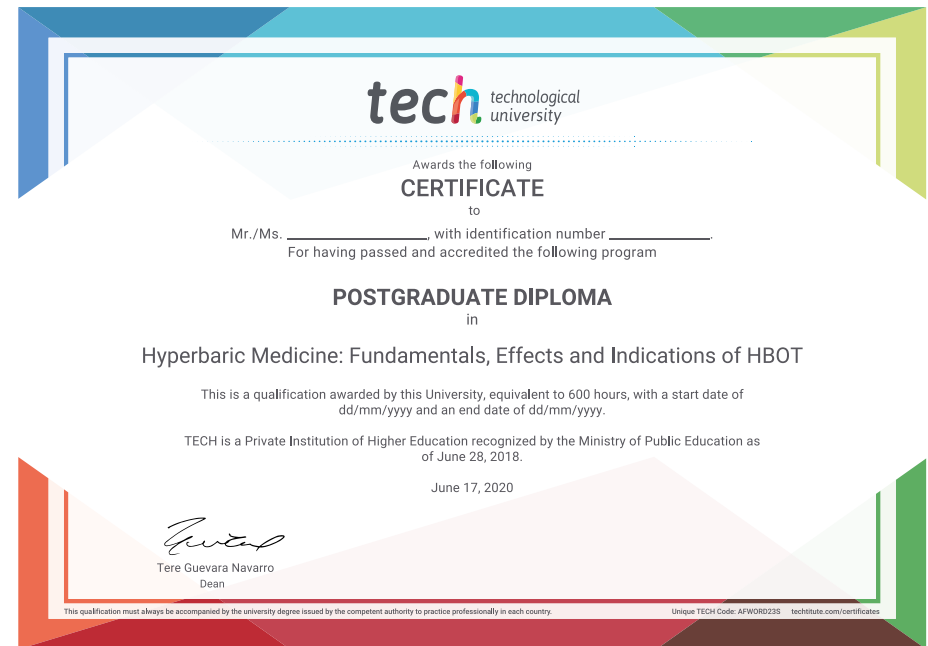 tech technological
university
Awards the following
CERTIFICATE
to
Mr./Ms. ____________________, with identification number ______________.
For having passed and accredited the following program
POSTGRADUATE DIPLOMA
in
Hyperbaric Medicine: Fundamentals, Effects and Indications of HBOT
This is a qualification awarded by this University, equivalent to 600 hours, with a start date of
dd/mm/yyyy and an end date of dd/mm/yyyy.
TECH is a Private Institution of Higher Education recognized by the Ministry of Public Education as
of June 28, 2018.
June 17, 2020
Tere Guevara Navarro
Dean
This qualification must always be accompanied by the university degree issued by the competent authority to practice professionally in each country.
Unique TECH Code: AFWORD23S techtitute.com/certificates